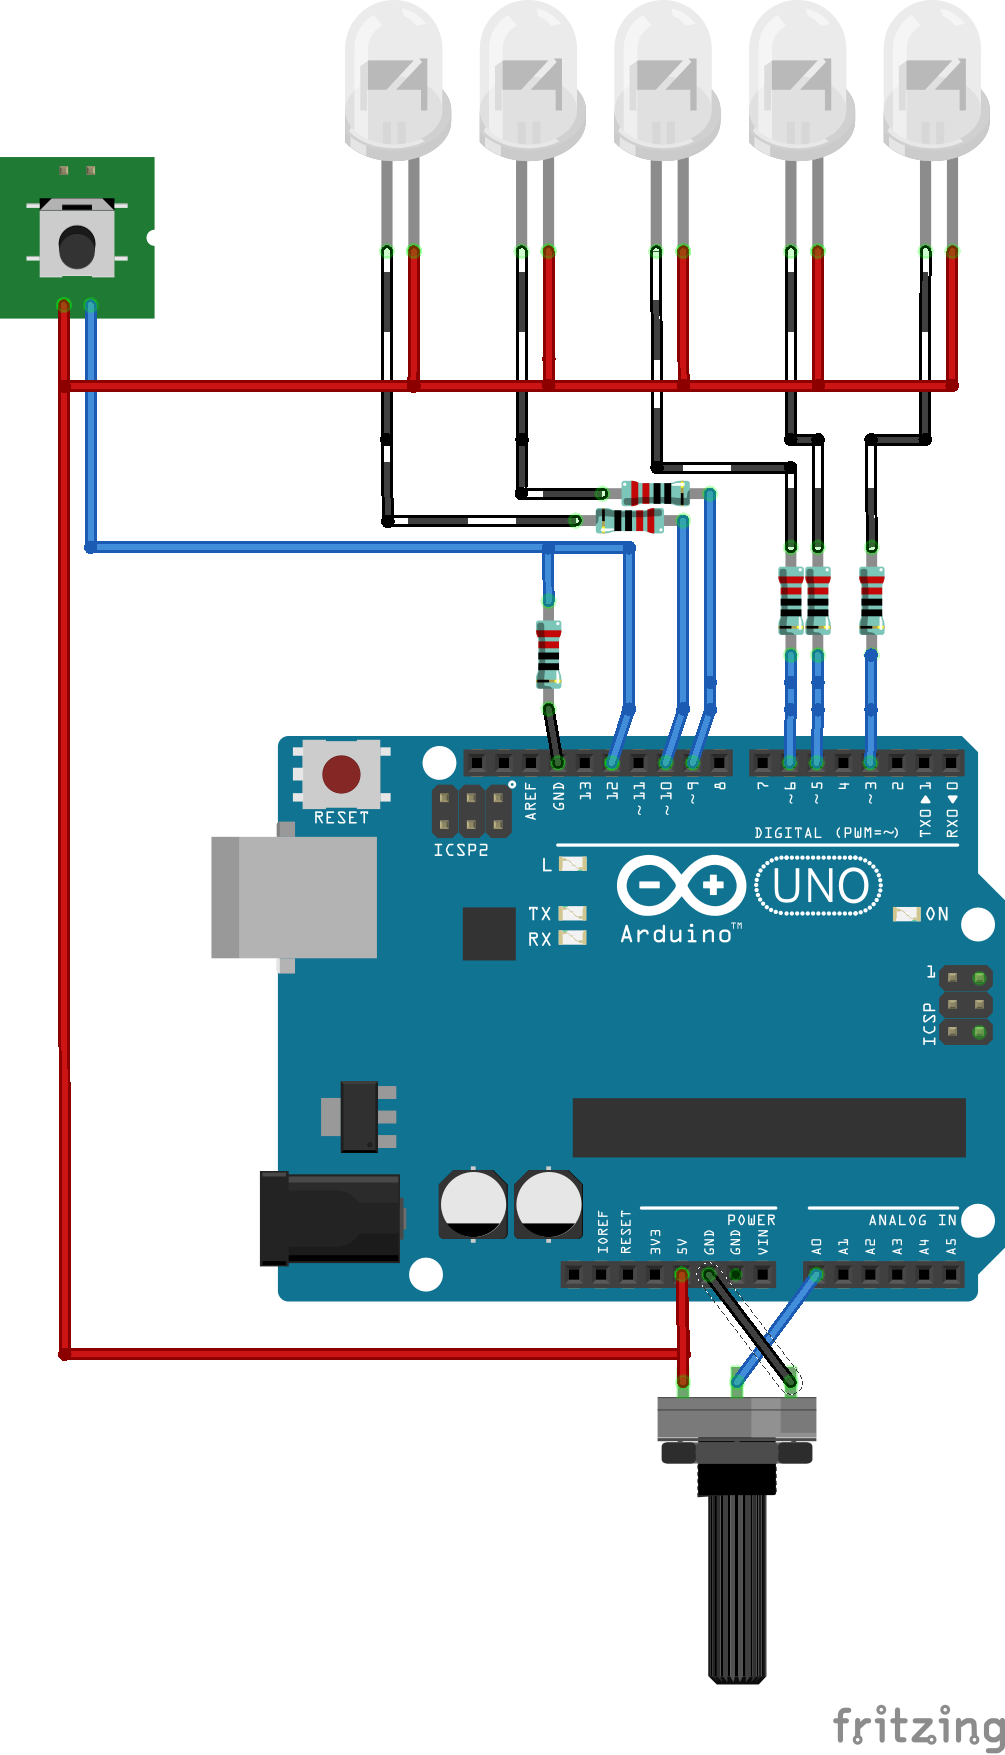 RESET
ICSP2
AREF
GND
13
12
~11
~10
~9
8
7
~6
~5
4
~3
2
TX0▶1
RX0◀0
DIGITAL (PWM=~)
L
TX
RX
Arduino™
UNO
ON
1
ICSP
IOREF
RESET
3V3
5V
GND
GND
VIN
POWER
A0
A1
A2
A3
A4
A5
ANALOG IN
fritzing